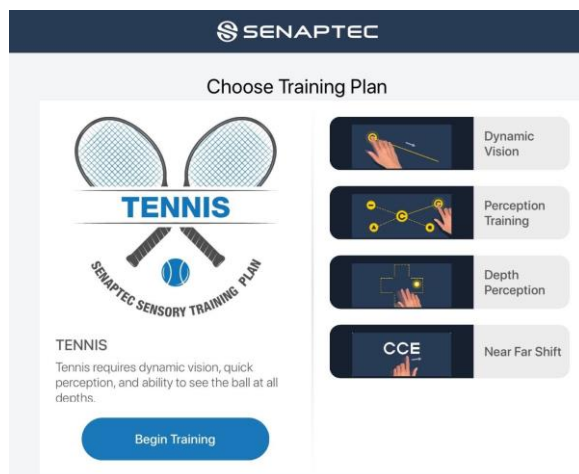 SENAPTEC
Choose Training Plan
TENNIS
SENAPTEC SENSORY TRAINING PLAN
TENNIS
Tennis requires dynamic vision, quick
perception, and ability to see the ball at all
depths.
Begin Training
C
Dynamic
Vision
C
C
A
Perception
Training
Depth
Perception
CCE
Near Far Shift